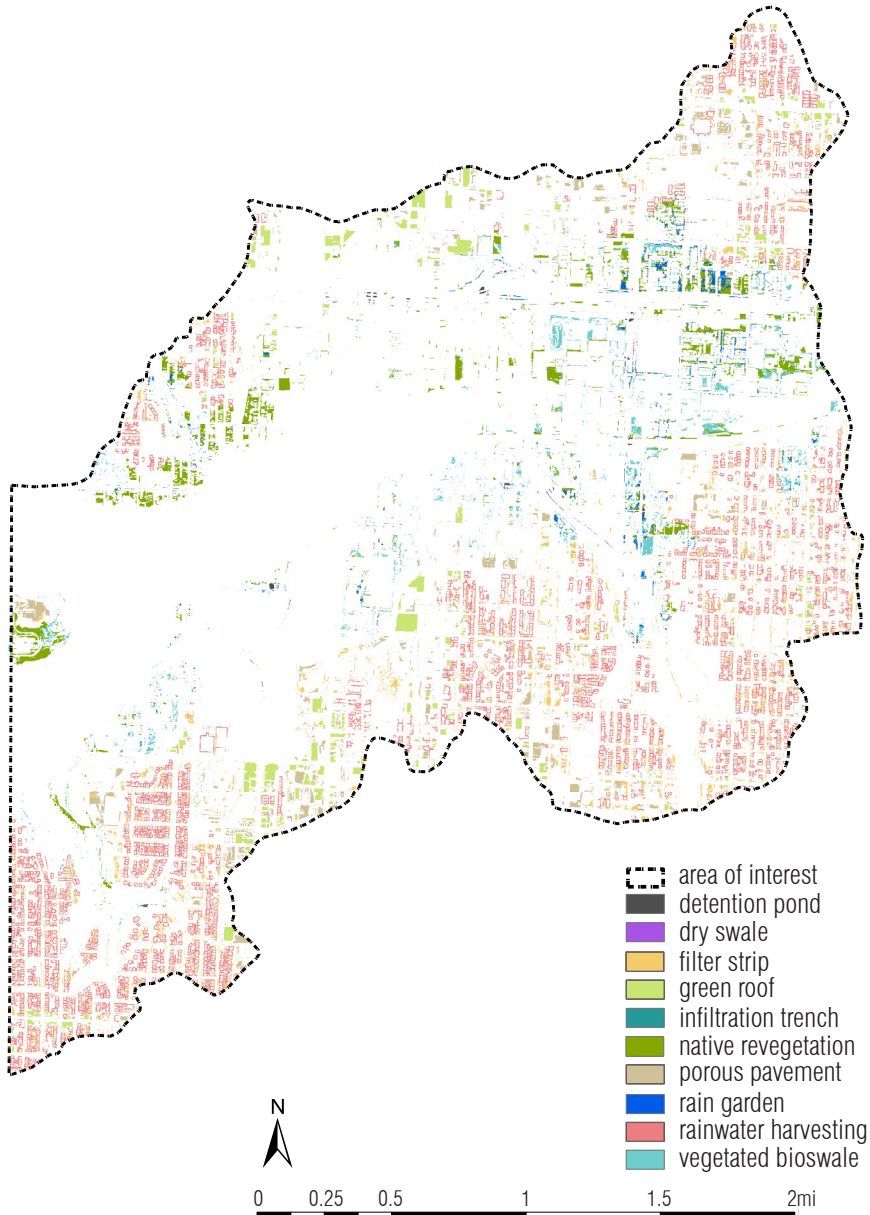 area of interest
detention pond
dry swale
filter strip
green roof
infiltration trench
native revegetation
porous pavement
rain garden
rainwater harvesting
vegetated bioswale
N
0 0.25 0.5 1 1.5 2mi